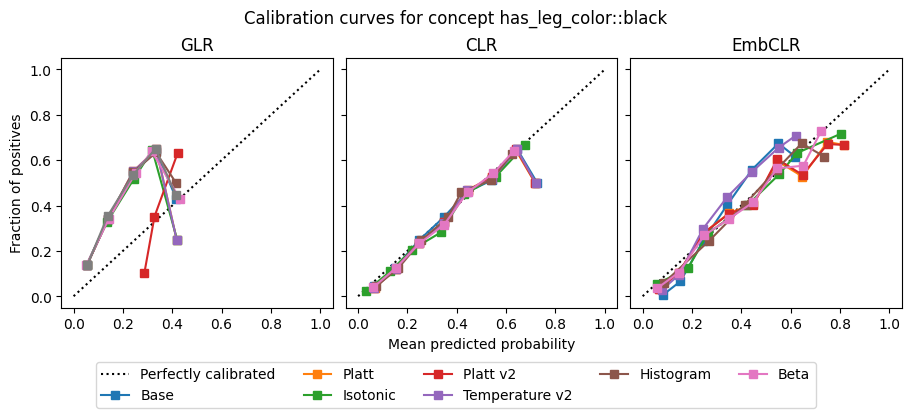 Calibration curves for concept has_leg_color::black
GLR
CLR
EmbCLR
Fraction of positives
1.0
0.8
0.6
0.4
0.2
0.0
0.0 0.2 0.4 0.6 0.8 1.0
0.0 0.2 0.4 0.6 0.8 1.0
0.0 0.2 0.4 0.6 0.8 1.0
Mean predicted probability
Perfectly calibrated
Base
Platt
Isotonic
Platt v2
Temperature v2
Histogram
Beta